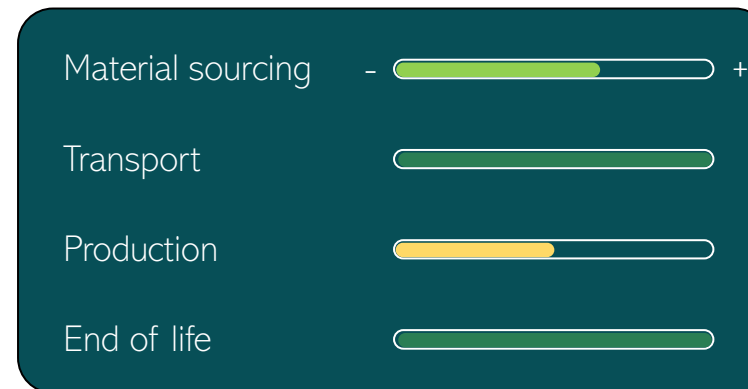 Material sourcing - +
Transport
Production
End of life